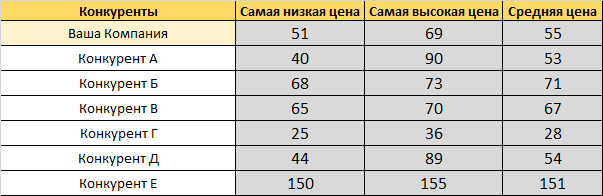 Конкуренты Самая низкая цена Самая высокая цена Средняя цена
Ваша Компания 51 69 55
Конкурент А 40 90 53
Конкурент Б 68 73 71
Конкурент В 65 70 67
Конкурент Г 25 36 28
Конкурент Д 44 89 54
Конкурент Е 150 155 151